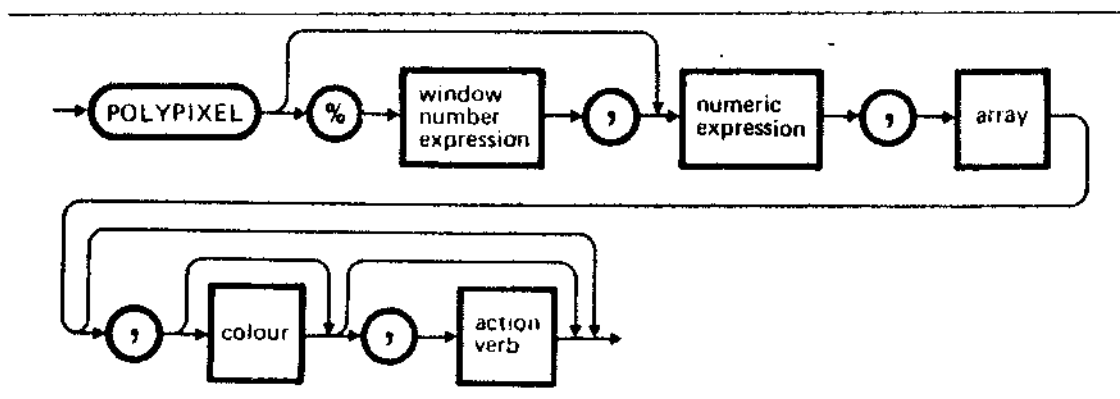 POLYPIXEL
%
window
number
expression
,
numeric
expression
,
array
,
colour
,
action
verb